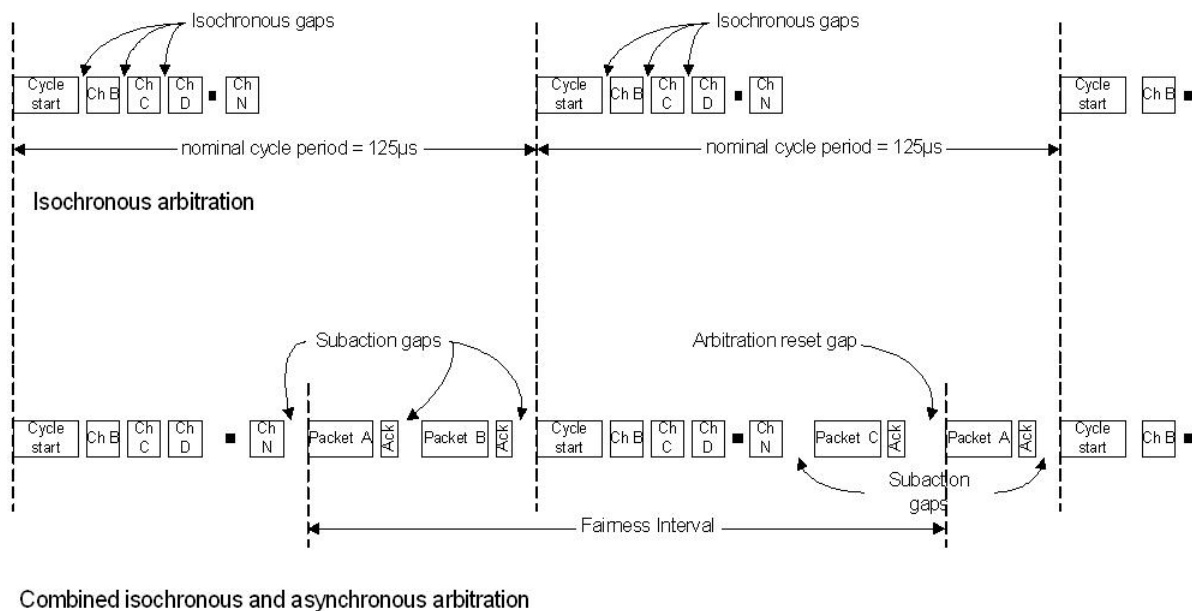 Isochronous gaps
Isochronous gaps
Cycle start
Ch B
Ch C
Ch D
Ch N
Cycle start
Ch B
Ch C
Ch D
Ch N
Cycle start
Ch B
nominal cycle period = 125µs
nominal cycle period = 125µs
Isochronous arbitration
Subaction gaps
Arbitration reset gap
Cycle start
Ch B
Ch C
Ch D
Ch N
Packet A
Ack
Packet B
Ack
Cycle start
Ch B
Ch C
Ch D
Ch N
Packet C
Ack
Packet A
Ack
Cycle start
Ch B
Subaction
gaps
Fairness Interval
Combined isochronous and asynchronous arbitration